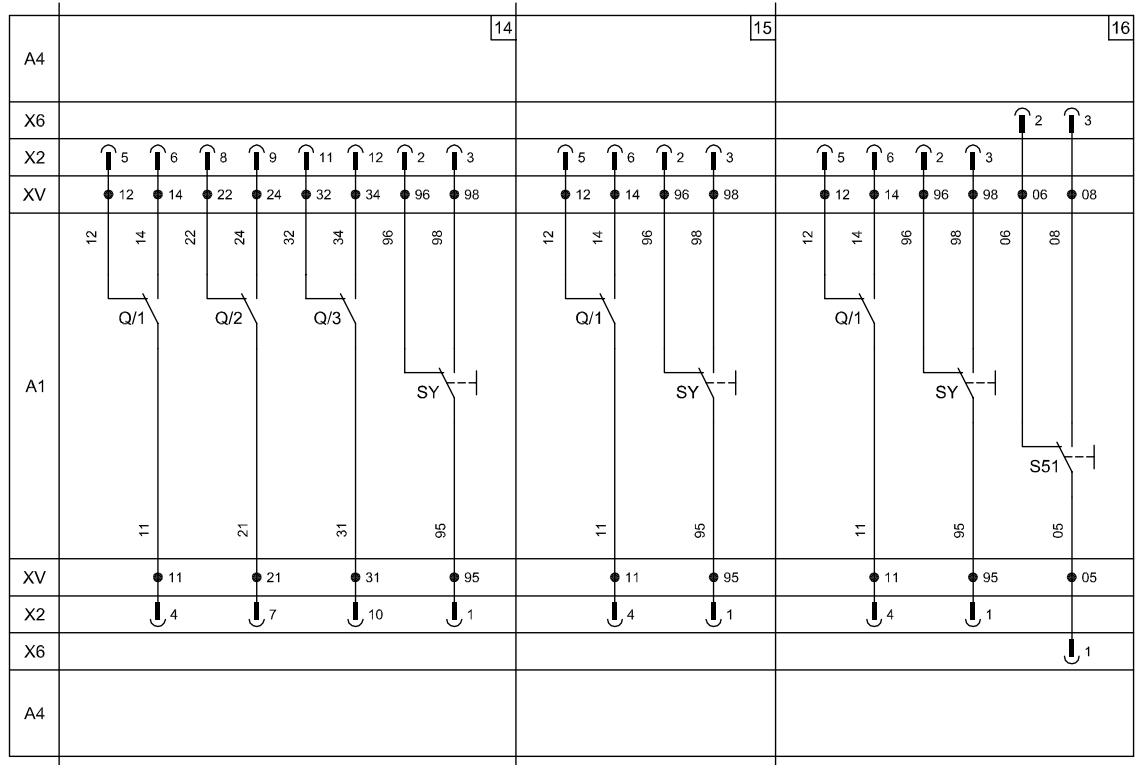 14 15 16
A4
X6 2 3
X2 5 6 8 9 11 12 2 3 5 6 2 3 5 6 2 3
XV 12 14 22 24 32 34 96 98 12 14 96 98 12 14 96 98 06 08
12 14 22 24 32 34 96 98 12 14 96 98 12 14 96 98 06 08
Q/1 Q/2 Q/3 Q/1 Q/1
A1
SY SY SY
S51
11 21 31 95 11 95 11 95 05
XV 11 21 31 95 11 95 11 95 05
X2 4 7 10 1 4 1 4 1
X6 1
A4